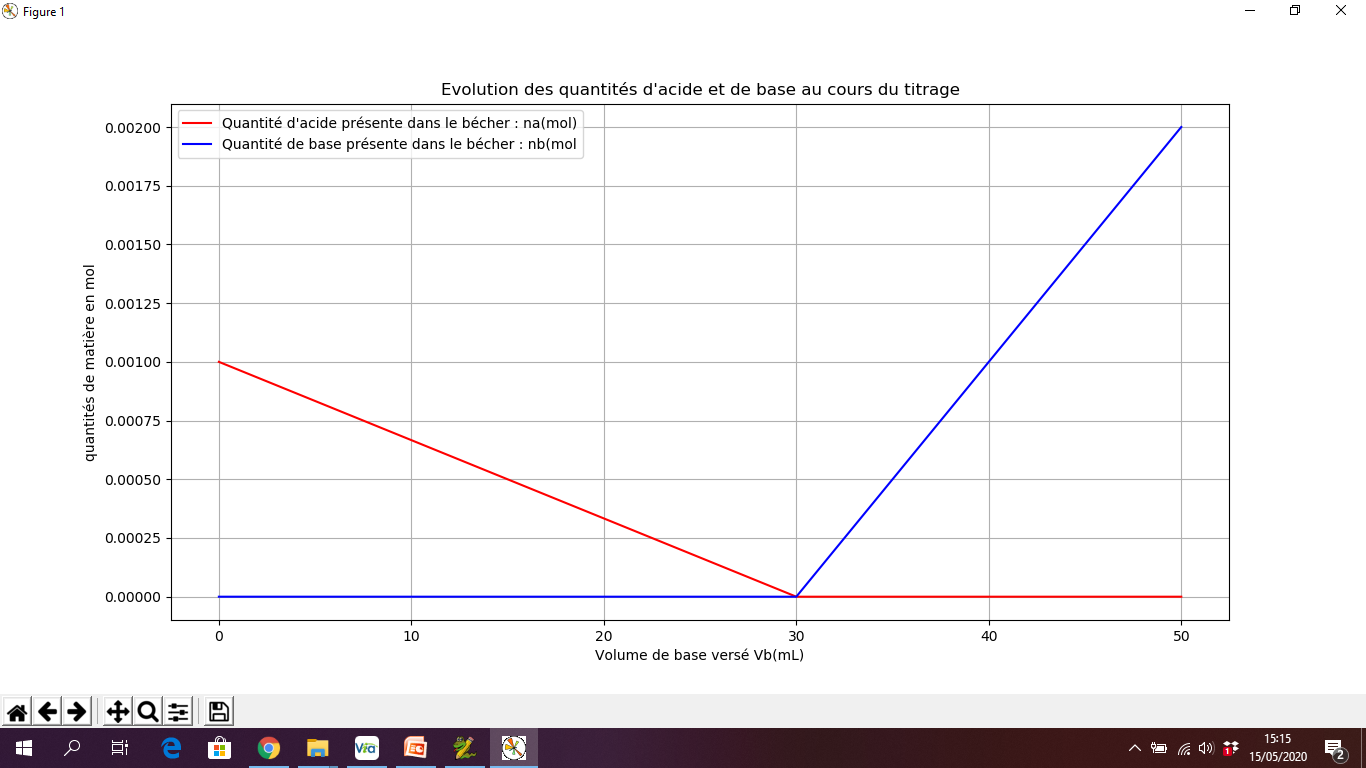 Figure 1
Evolution des quantités d'acide et de base au cours du titrage
Quantité d'acide présente dans le bécher : na(mol)
Quantité de base présente dans le bécher : nb(mol
quantités de matière en mol
0.00200
0.00175
0.00150
0.00125
0.00100
0.00075
0.00050
0.00025
0.00000
0 10 20 30 40 50
Volume de base versé Vb(mL)
Via
1
15:15
15/05/2020
2